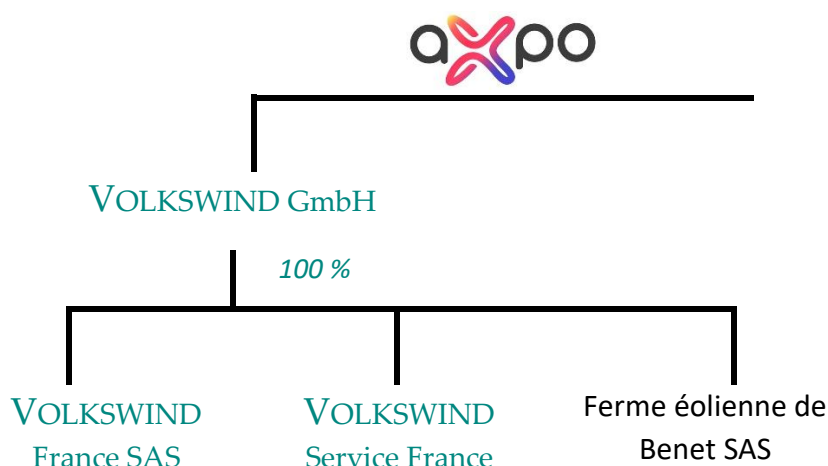 axpo
VOLKSWIND GmbH
100 %
VOLKSWIND
France SAS
VOLKSWIND
Service France
Ferme éolienne de
Benet SAS